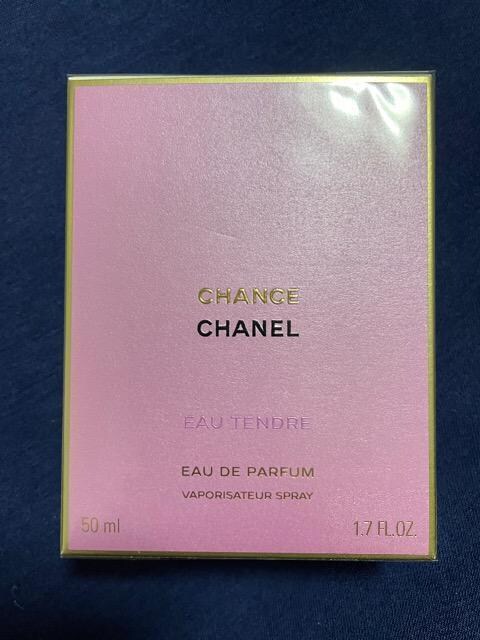 CHANCE
CHANEL
EAU TENDRE
EAU DE PARFUM
VAPORISATEUR SPRAY
50 ml 1.7 FL.OZ.